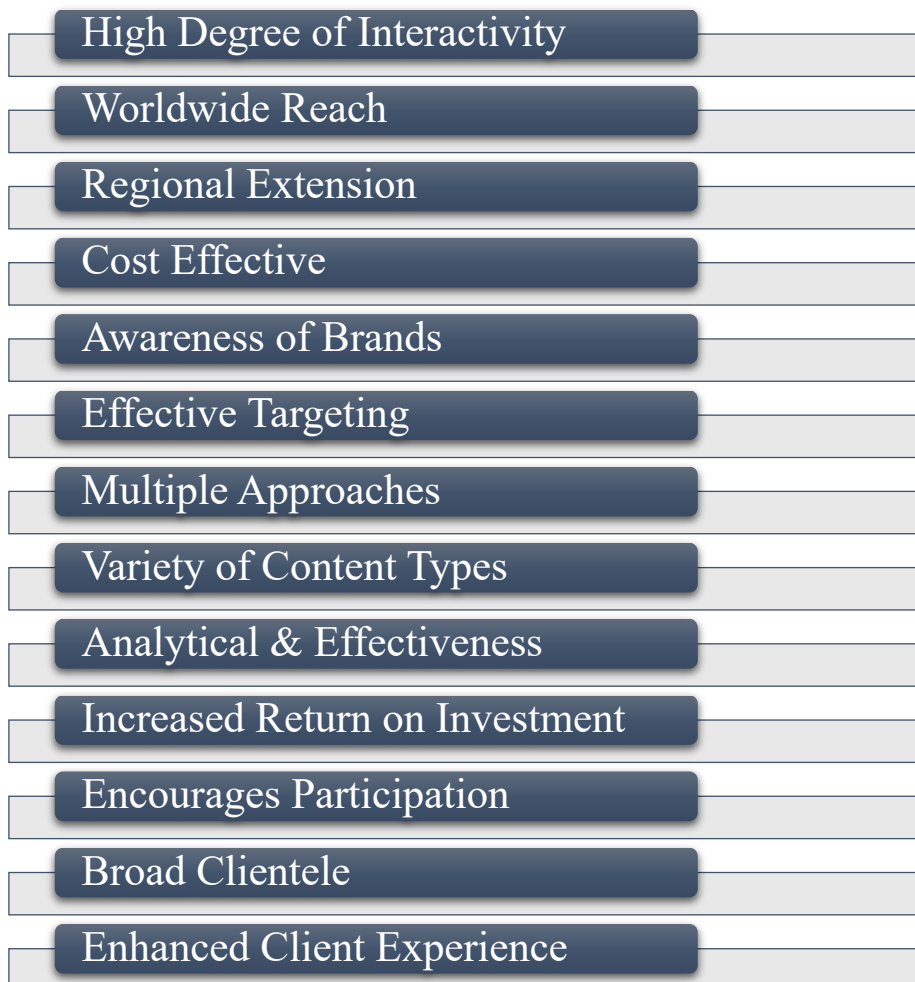 High Degree of Interactivity
Worldwide Reach
Regional Extension
Cost Effective
Awareness of Brands
Effective Targeting
Multiple Approaches
Variety of Content Types
Analytical & Effectiveness
Increased Return on Investment
Encourages Participation
Broad Clientele
Enhanced Client Experience